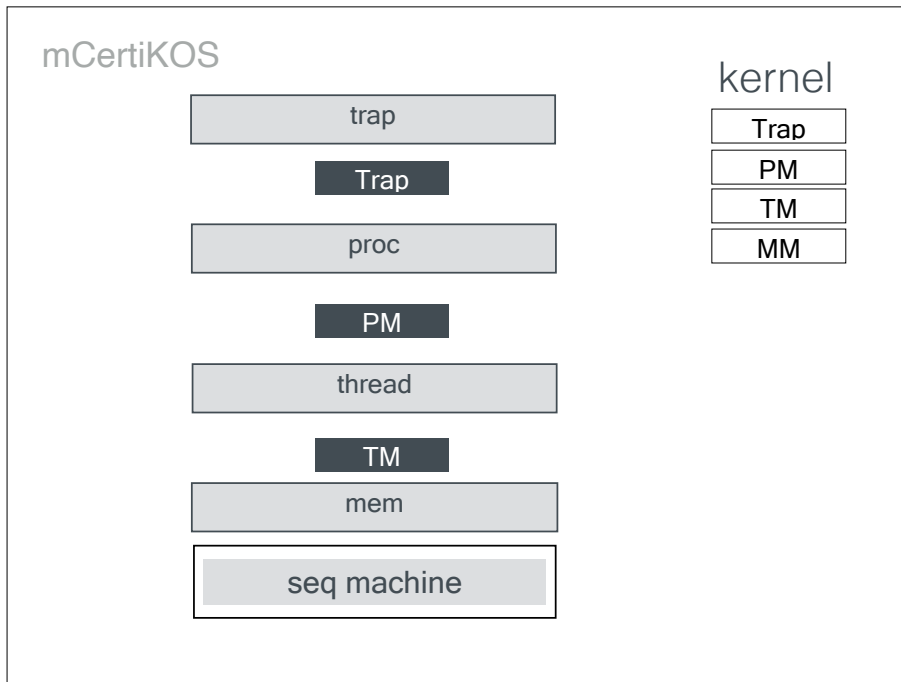 mCertiKOS
trap
Trap
proc
PM
thread
TM
mem
seq machine
kernel
Trap
PM
TM
MM